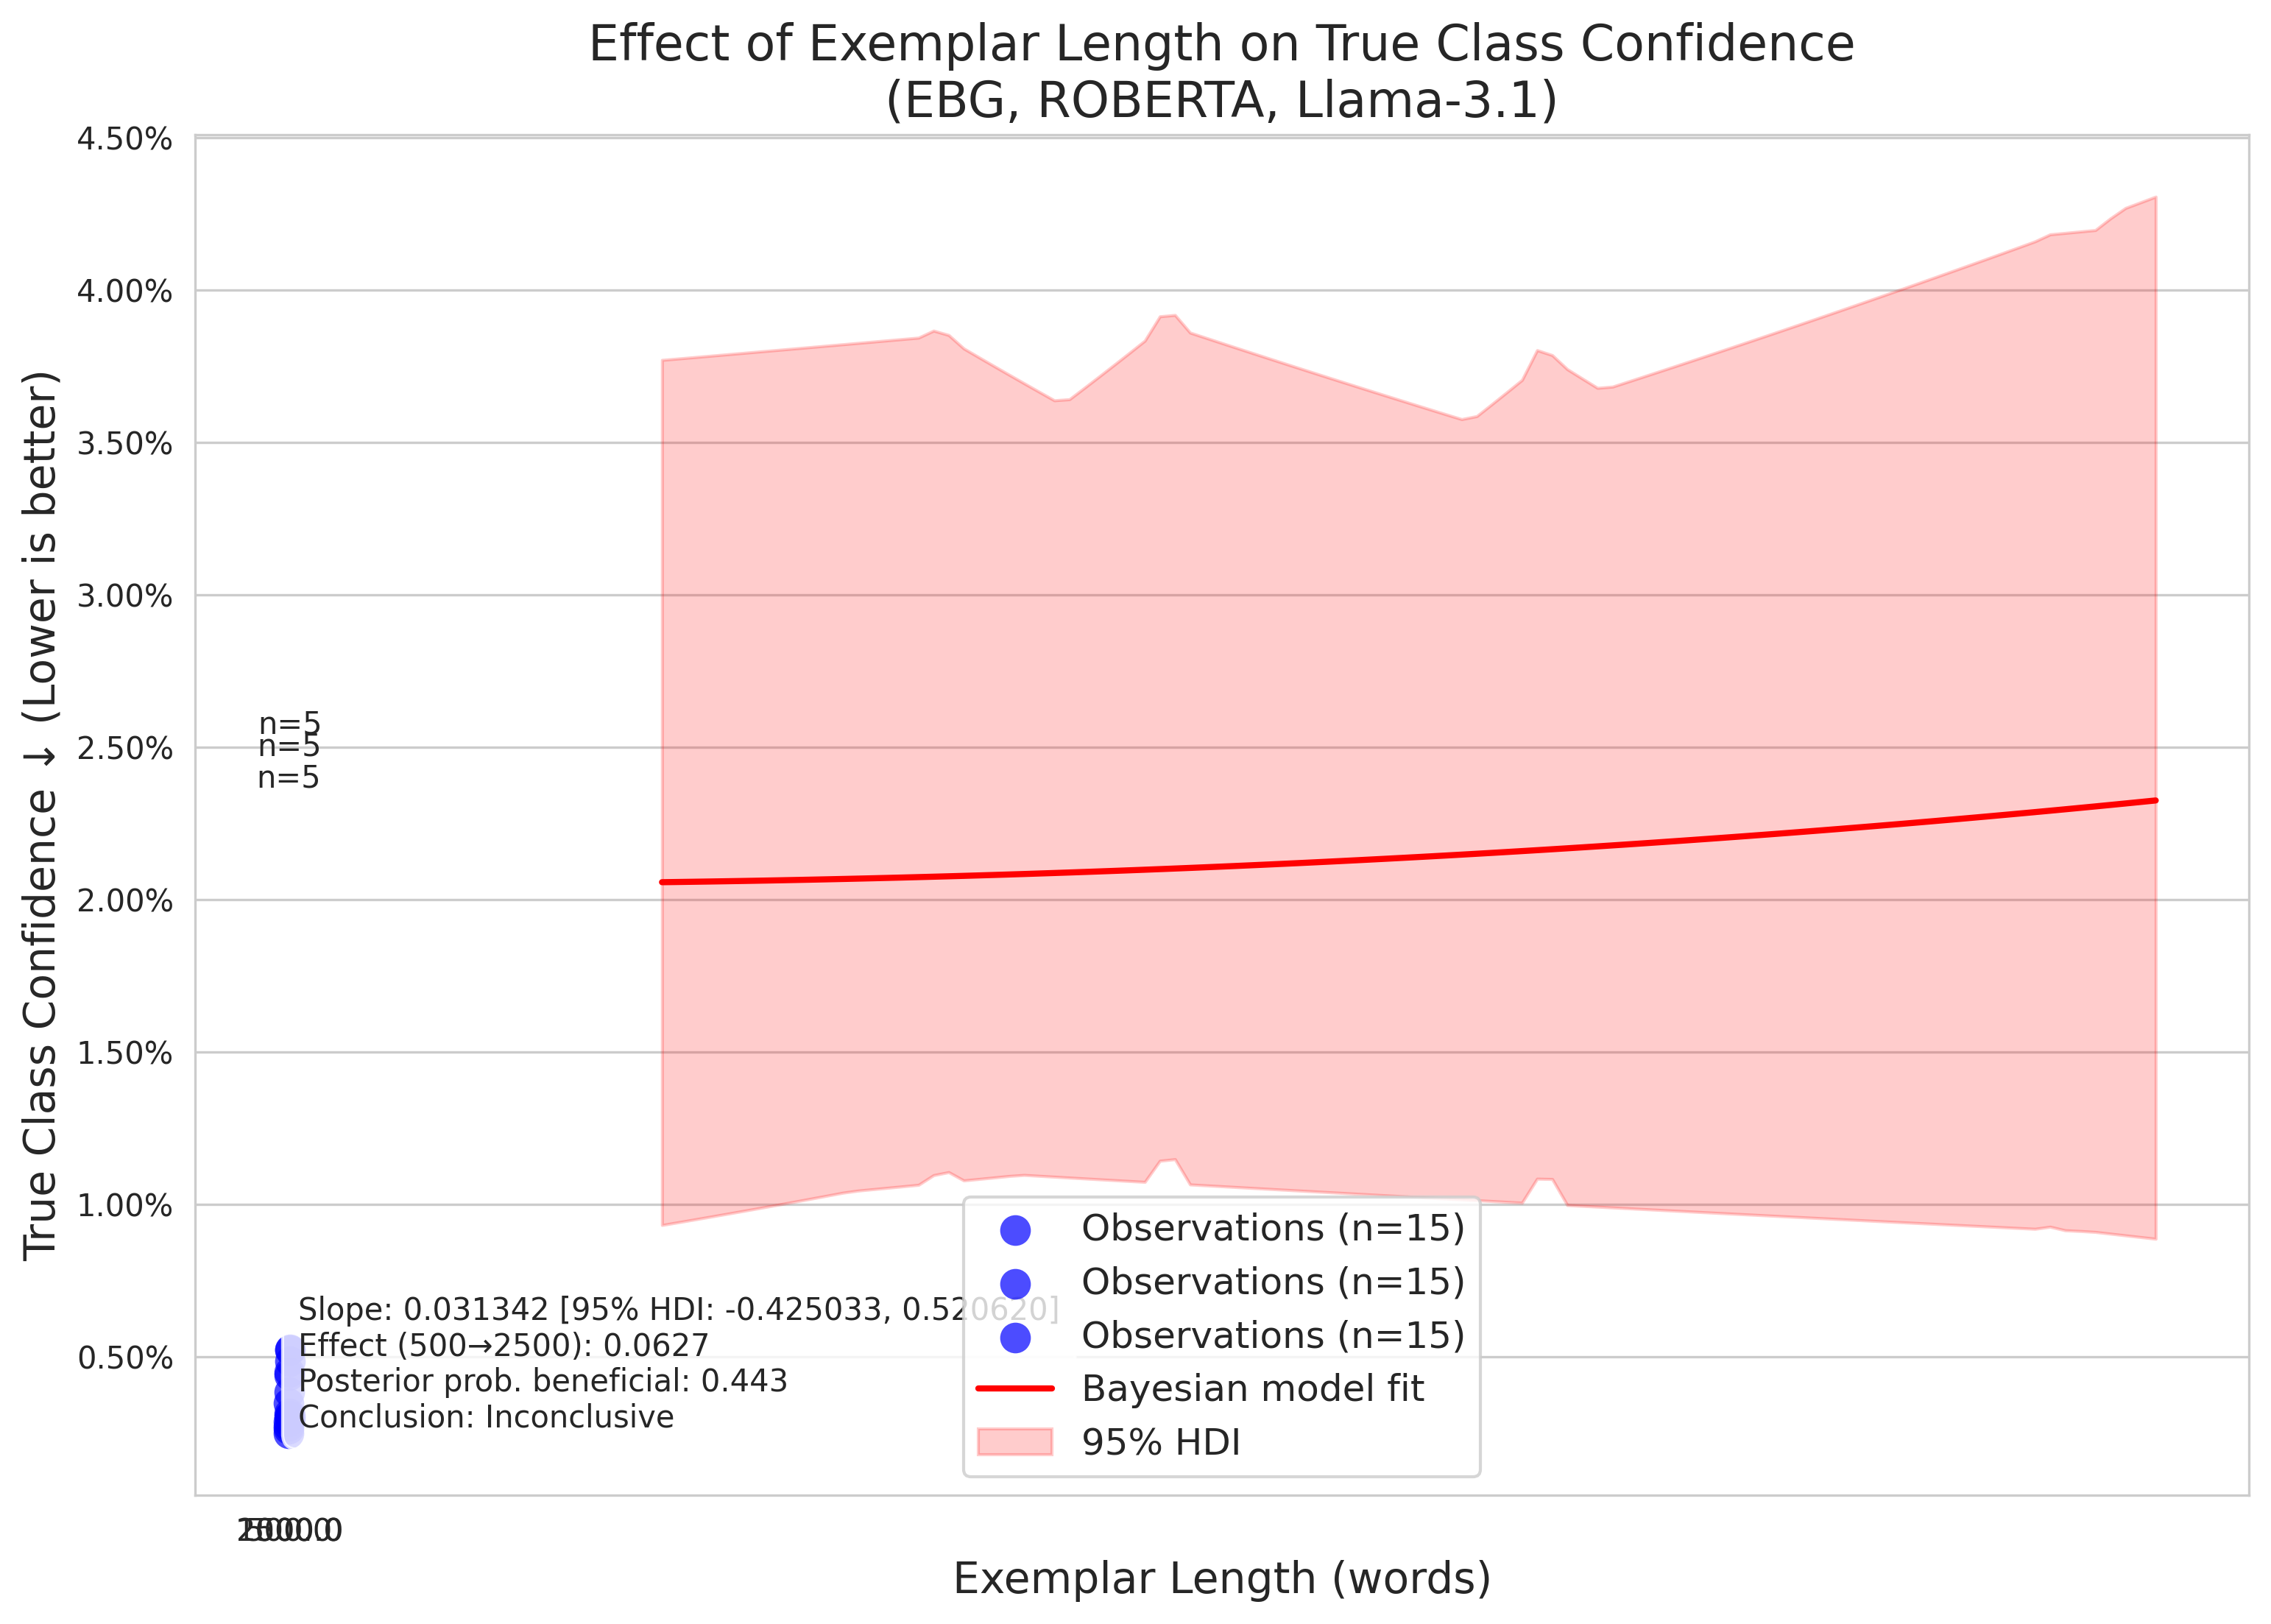 Effect of Exemplar Length on True Class Confidence
(EBG, ROBERTA, Llama-3.1)
True Class Confidence ↓ (Lower is better)
4.50%
4.00%
3.50%
3.00%
2.50%
2.00%
1.50%
1.00%
0.50%
n=5
n=5
n=5
Slope: 0.031342 [95% HDI: -0.425033, 0.520620]
Effect (500→2500): 0.0627
Posterior prob. beneficial: 0.443
Conclusion: Inconclusive
Observations (n=15)
Observations (n=15)
Observations (n=15)
Bayesian model fit
95% HDI
Exemplar Length (words)